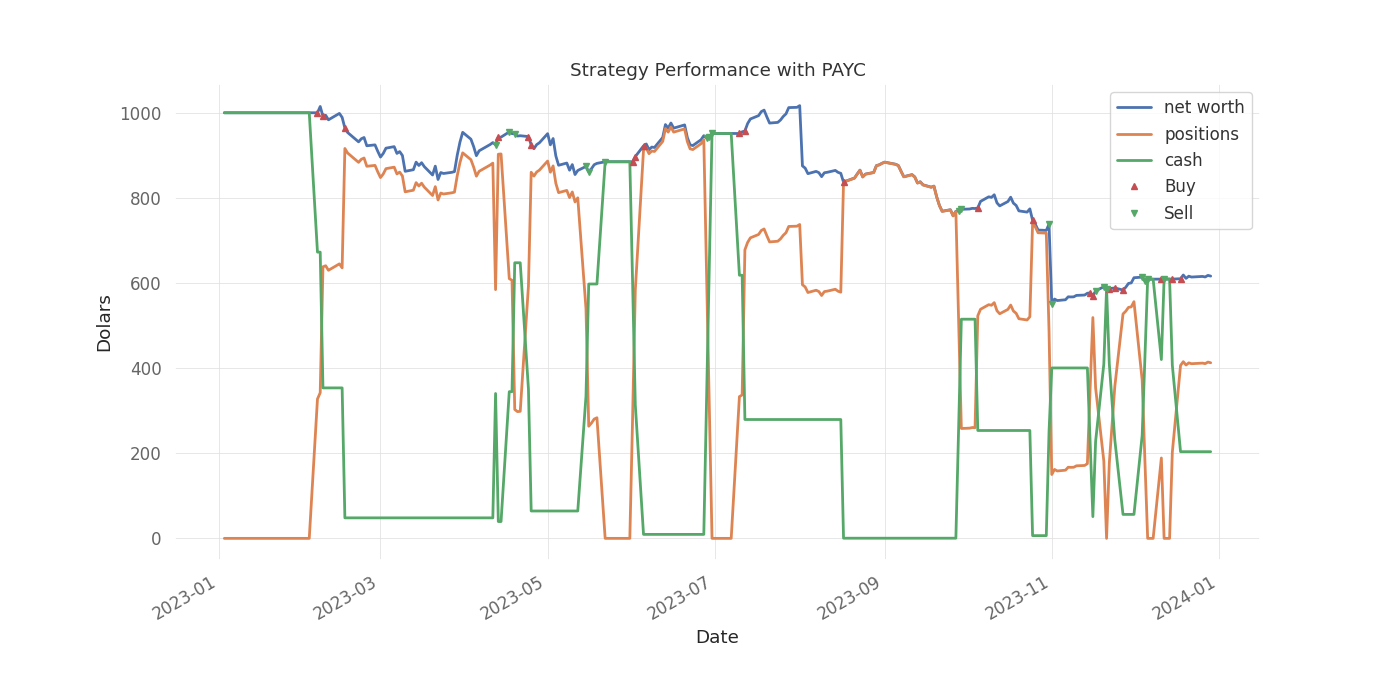 Strategy Performance with PAYC
net worth
positions
cash
Buy
Sell
1000
800
600
400
200
0
Dolars
2023-01
2023-03
2023-05
2023-07
2023-09
2023-11
2024-01
Date